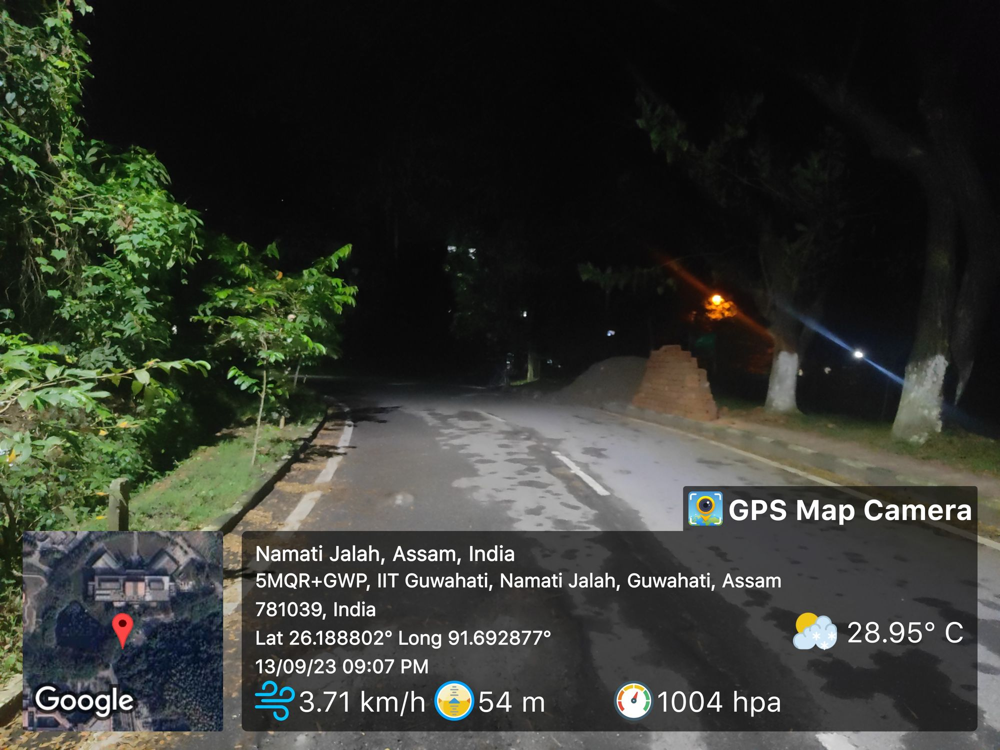 GPS Map Camera
Namati Jalah, Assam, India
5MQR+GWP, IIT Guwahati, Namati Jalah, Guwahati, Assam
781039, India
Lat 26.188802° Long 91.692877°
13/09/23 09:07 PM
28.95° C
3.71 km/h 54 m 1004 hpa
Google